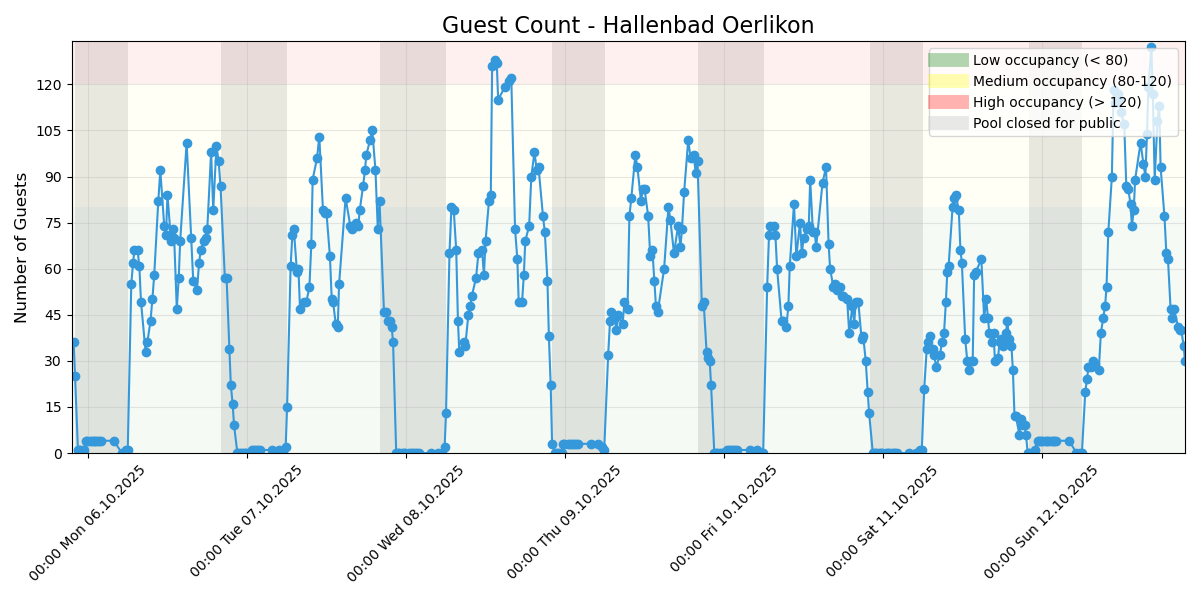 Guest Count - Hallenbad Oerlikon
Low occupancy (< 80)
Medium occupancy (80-120)
High occupancy (> 120)
Pool closed for public
Number of Guests
120
105
90
75
60
45
30
15
0
00:00 Mon 06.10.2025
00:00 Tue 07.10.2025
00:00 Wed 08.10.2025
00:00 Thu 09.10.2025
00:00 Fri 10.10.2025
00:00 Sat 11.10.2025
00:00 Sun 12.10.2025